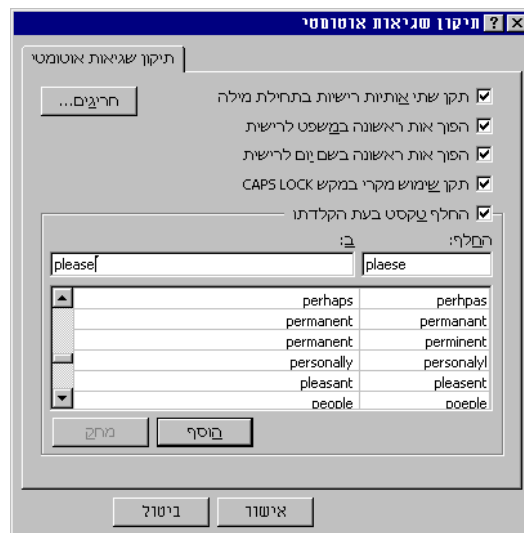 תיקון שגיאות אוטומטי
תיקון שגיאות אוטומטי
תקן שתי אותיות רישיות בתחילת מילה
חריגים...
הפוך אות ראשונה במשפט לרישית
הפוך אות ראשונה בשם יום לרישית
תקן שימוש מקרי במקש CAPS LOCK
החלף טקסט בעת הקלדתו
החלף: ב:
plaese please
perhpas perhaps
permanant permanent
perminent permanent
personalyl personally
pleasent pleasant
poeple people
הוסף מחק
אישור ביטול